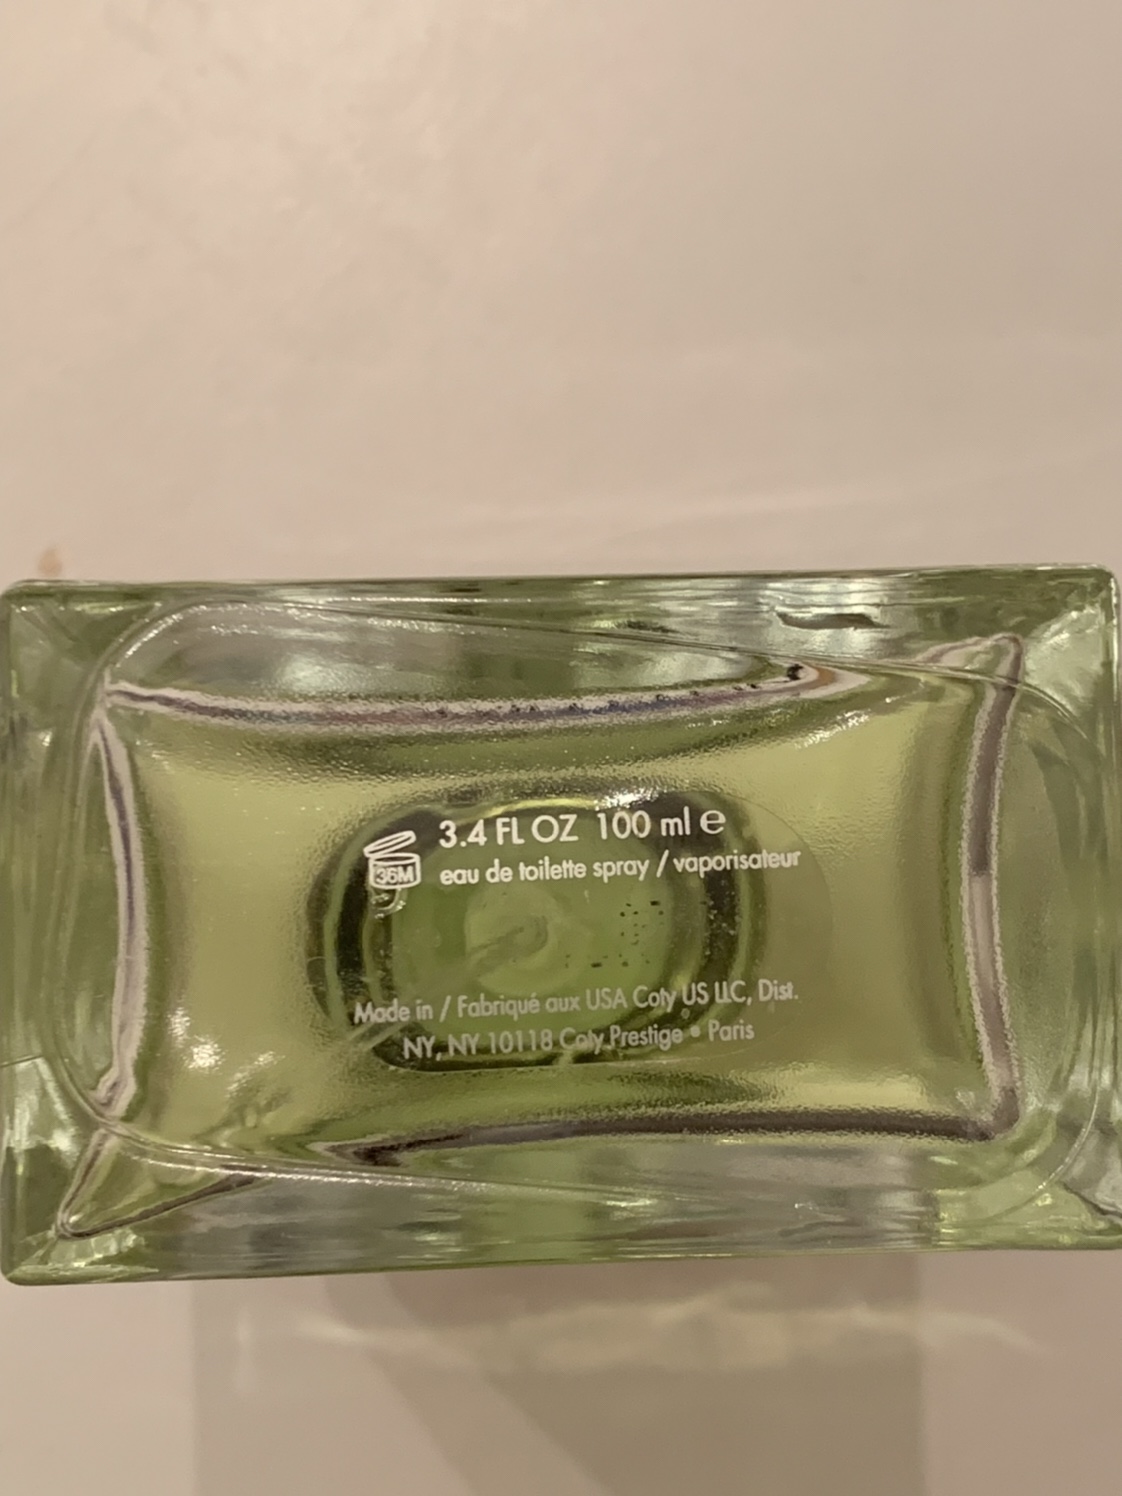 3.4 FL OZ 100 ml e
36M
eau de toilette spray / vaporisateur
Made in / Fabriqué aux USA Coty US LLC, Dist.
NY, NY 10118 Coty Prestige • Paris